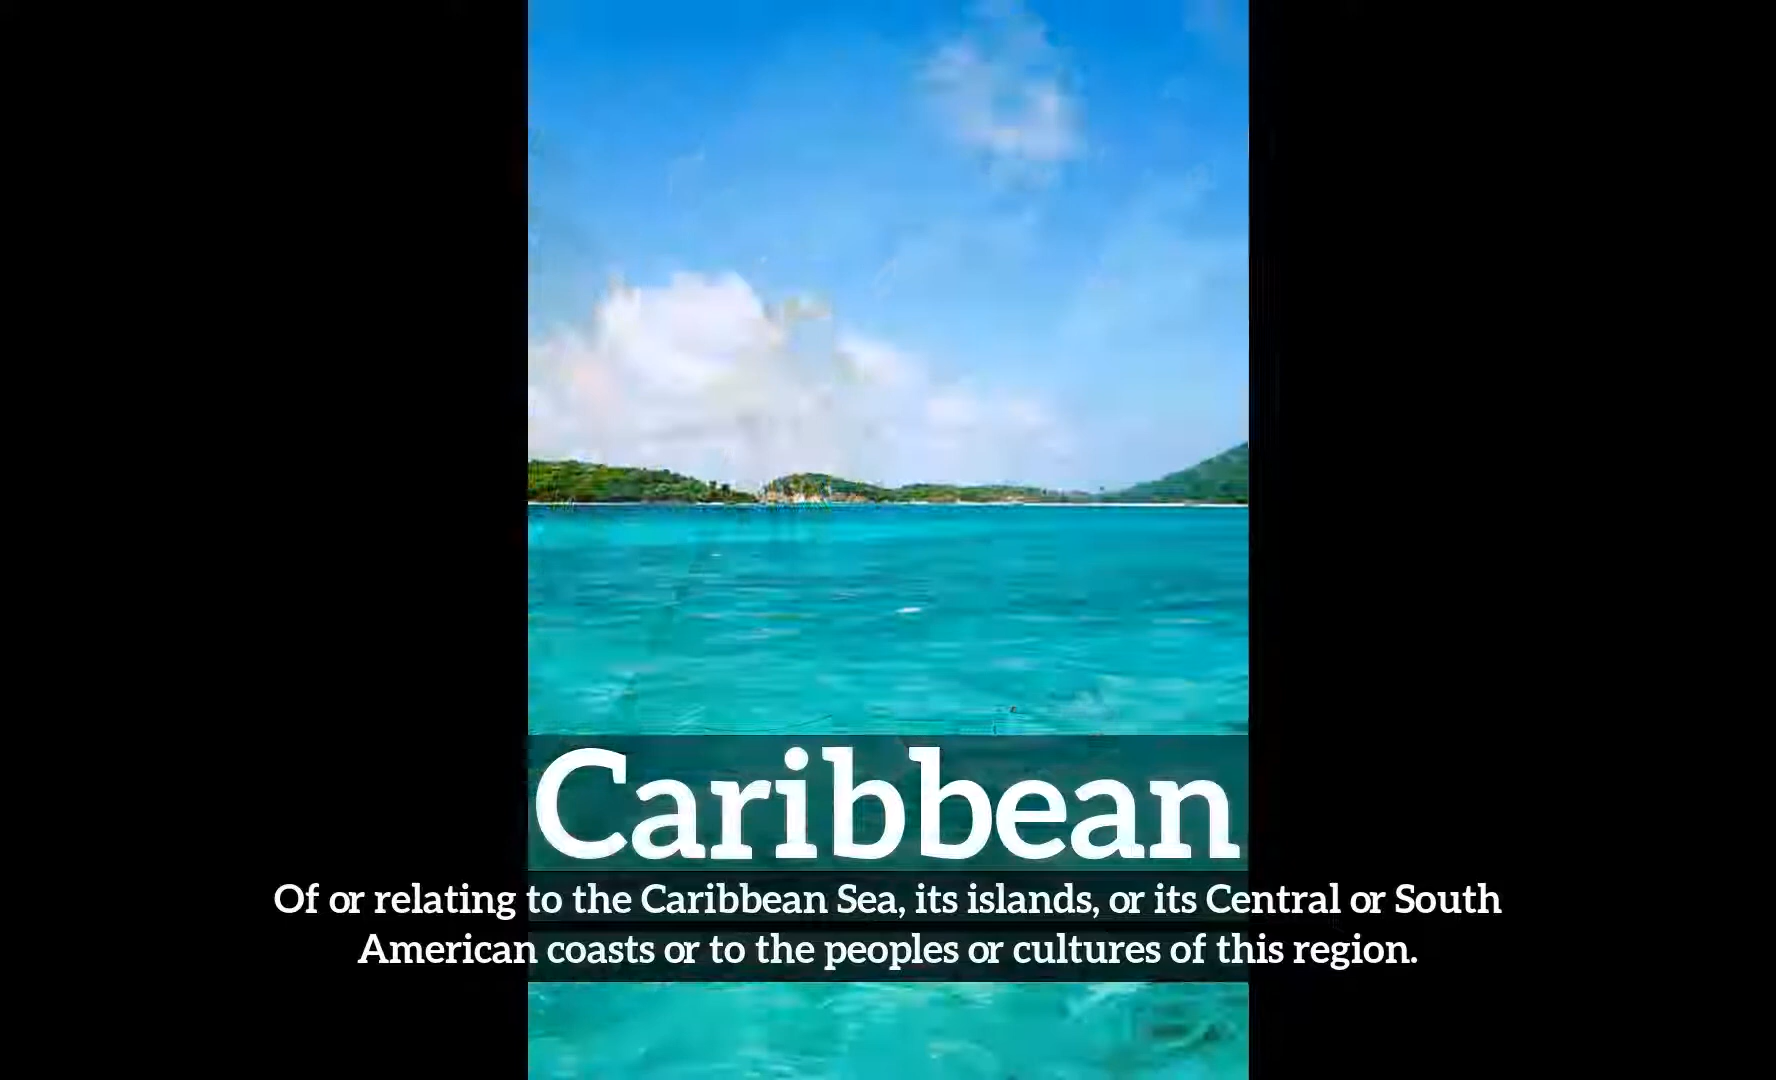 Caribbean
Of or relating to the Caribbean Sea, its islands, or its Central or South
American coasts or to the peoples or cultures of this region.